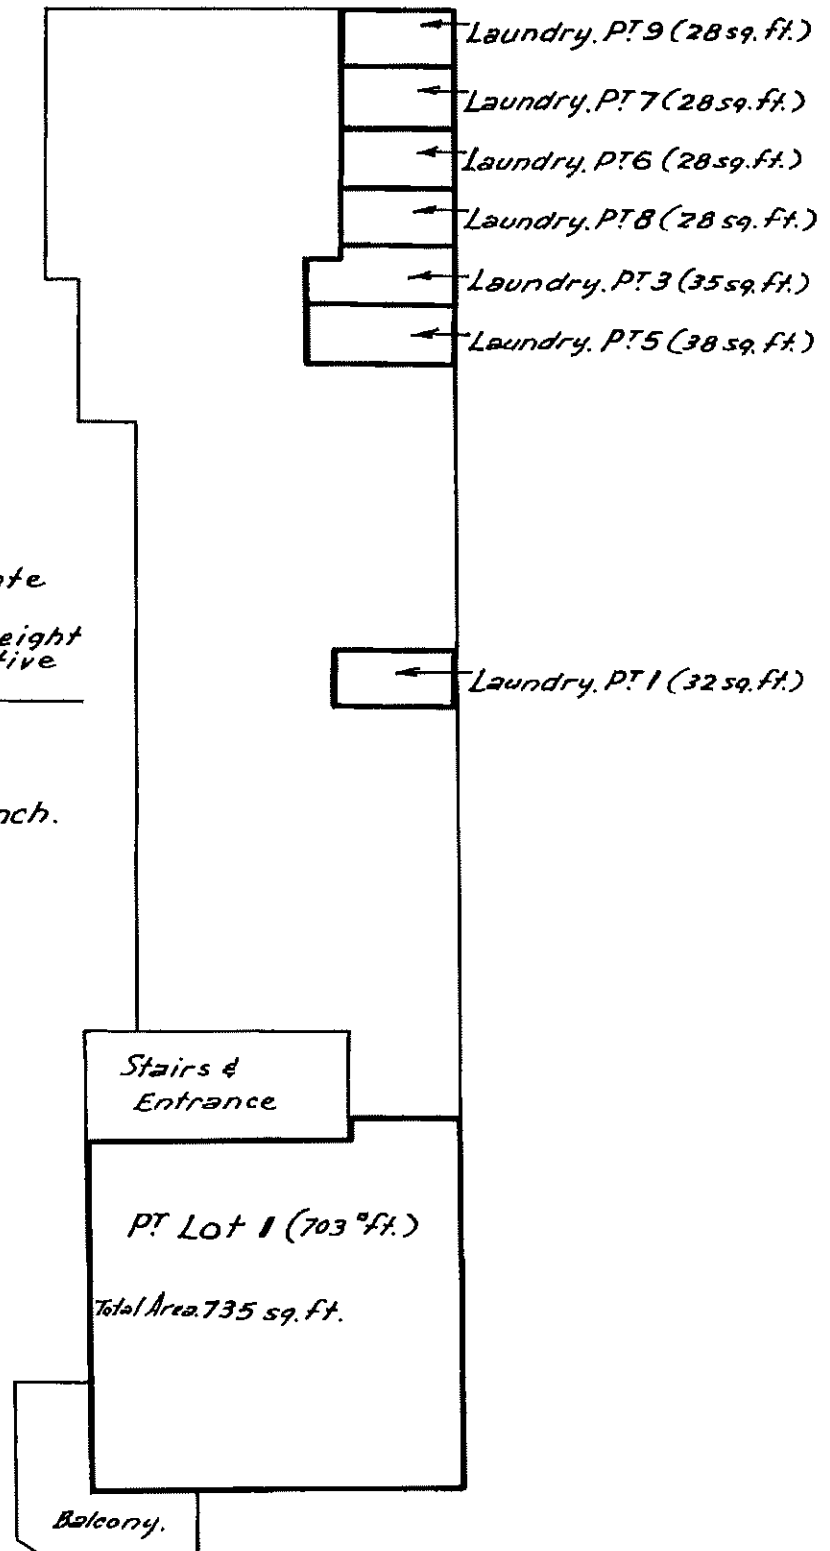 Laundry. PT 9 (28 sq. ft.)
Laundry. PT 7 (28 sq. ft.)
Laundry. PT 6 (28 sq. ft.)
Laundry. PT 8 (28 sq. ft.)
Laundry. PT 3 (35 sq. ft.)
Laundry. PT 5 (38 sq. ft.)
Laundry. PT 1 (32 sq. ft.)
Stairs &
Entrance
PT Lot 1 (703 □ft.)
Total Area. 735 sq. ft.
Balcony.